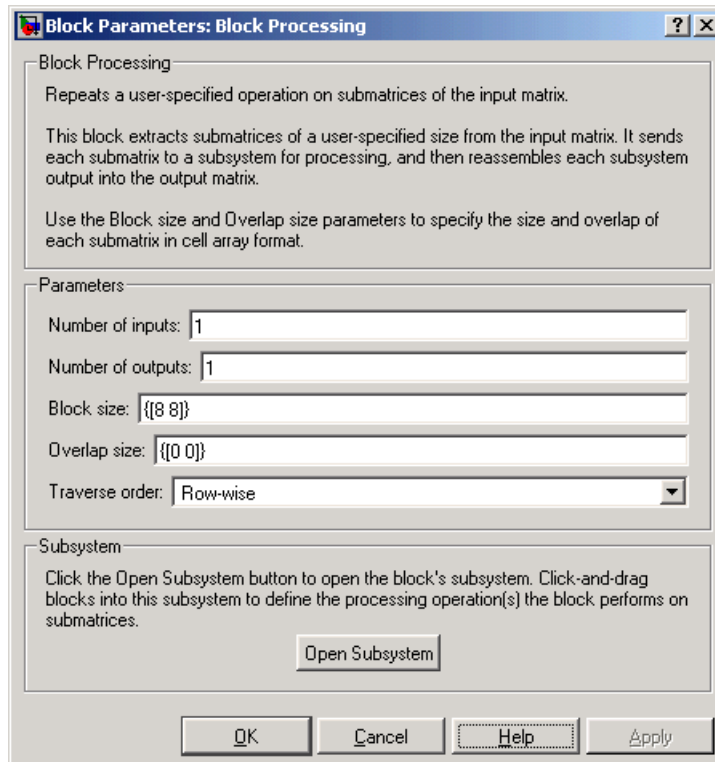 Block Parameters: Block Processing
Block Processing
Repeats a user-specified operation on submatrices of the input matrix.
This block extracts submatrices of a user-specified size from the input matrix. It sends
each submatrix to a subsystem for processing, and then reassembles each subsystem
output into the output matrix.
Use the Block size and Overlap size parameters to specify the size and overlap of
each submatrix in cell array format.
Parameters
Number of inputs: 1
Number of outputs: 1
Block size: {[8 8]}
Overlap size: {[0 0]}
Traverse order: Row-wise
Subsystem
Click the Open Subsystem button to open the block's subsystem. Click-and-drag
blocks into this subsystem to define the processing operation(s) the block performs on
submatrices.
Open Subsystem
OK Cancel Help Apply